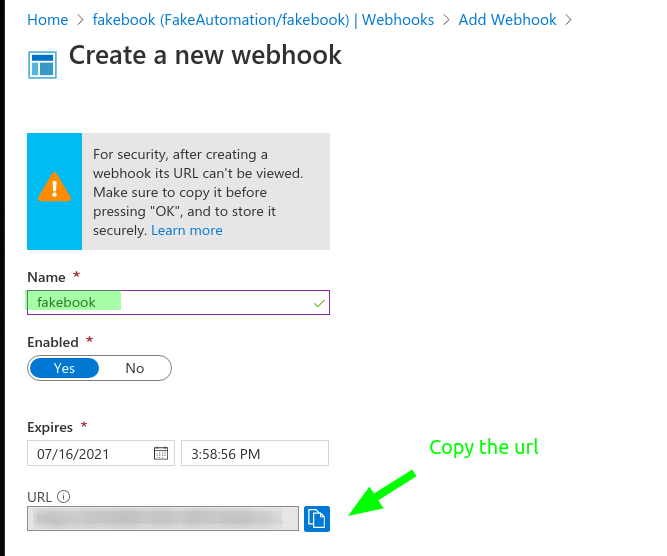 Home > fakebook (FakeAutomation/fakebook) | Webhooks > Add Webhook >
Create a new webhook
For security, after creating a
webhook its URL can't be viewed.
Make sure to copy it before
pressing "OK", and to store it
securely. Learn more
Name *
fakebook
Enabled *
Yes No
Expires *
07/16/2021 3:58:56 PM
Copy the url
URL